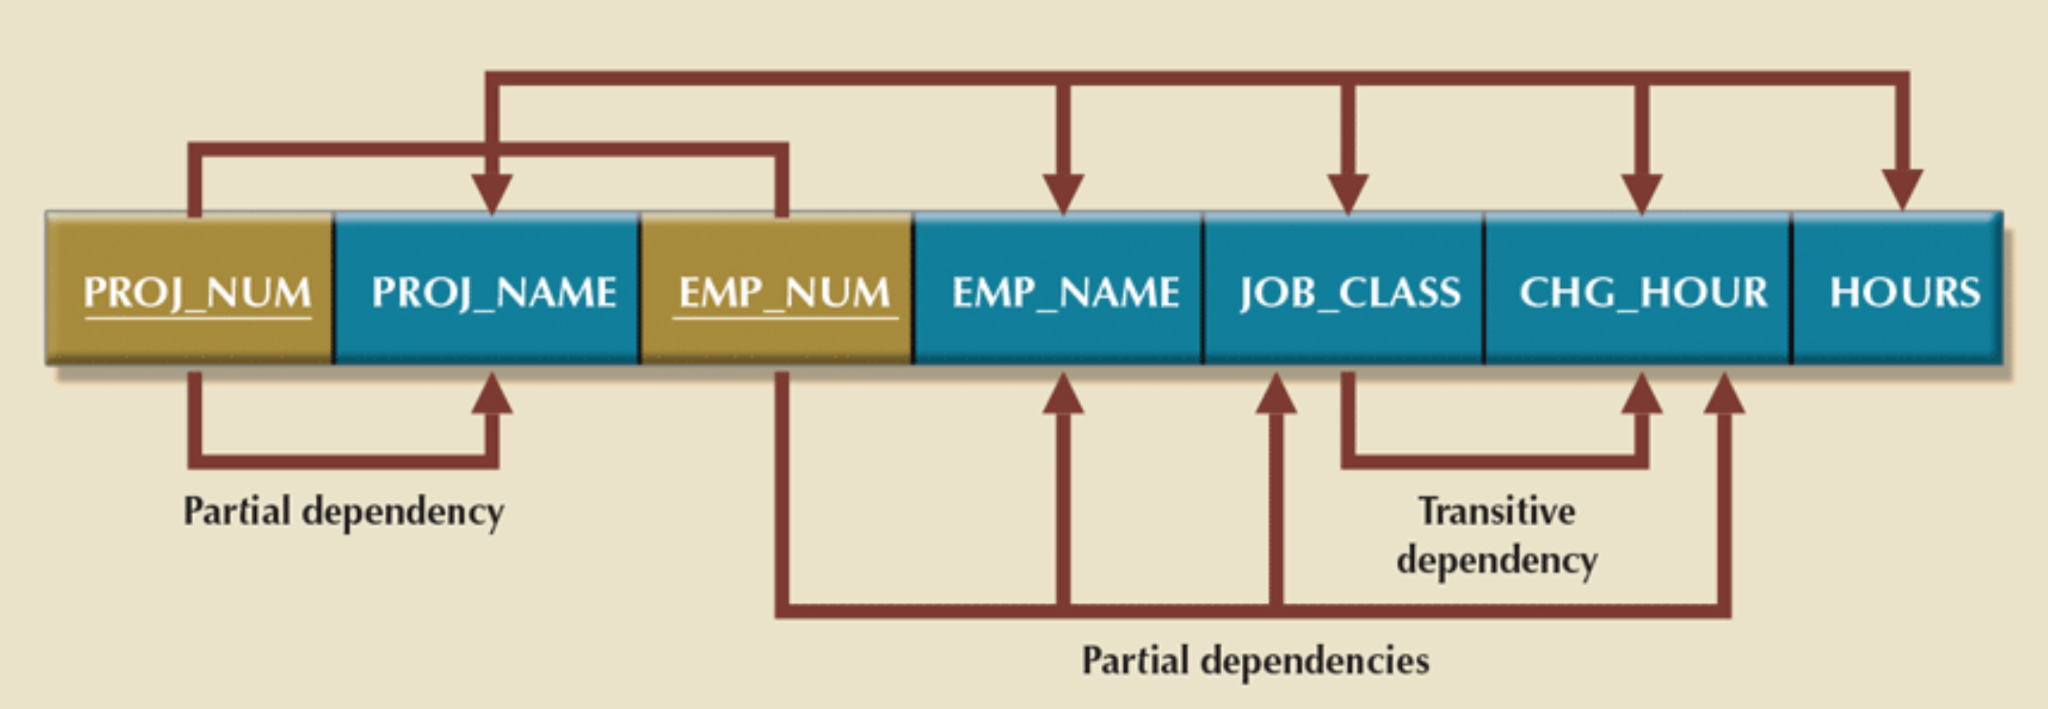 PROJ_NUM PROJ_NAME EMP_NUM EMP_NAME JOB_CLASS CHG_HOUR HOURS
Partial dependency
Transitive
dependency
Partial dependencies